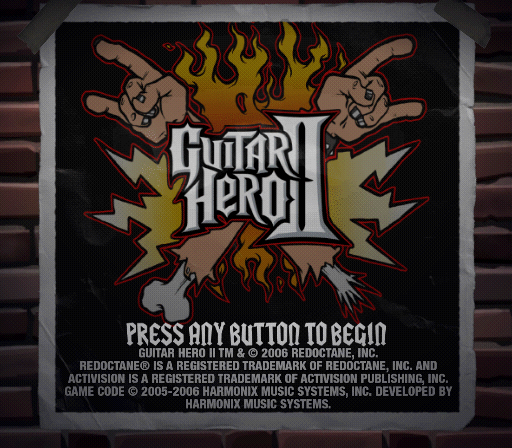 GUITAR
HERO II
PRESS ANY BUTTON TO BEGIN
GUITAR HERO II TM & © 2006 REDOCTANE, INC.
REDOCTANE® IS A REGISTERED TRADEMARK OF REDOCTANE, INC. AND
ACTIVISION IS A REGISTERED TRADEMARK OF ACTIVISION PUBLISHING, INC.
GAME CODE © 2005-2006 HARMONIX MUSIC SYSTEMS, INC. DEVELOPED BY
HARMONIX MUSIC SYSTEMS.